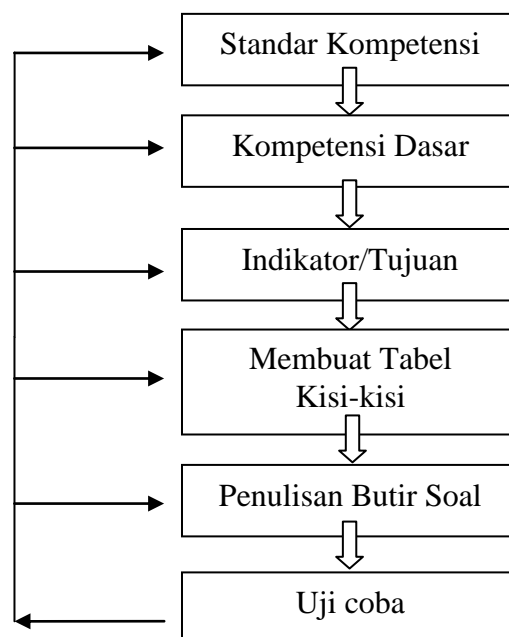 Standar Kompetensi
Kompetensi Dasar
Indikator/Tujuan
Membuat Tabel
Kisi-kisi
Penulisan Butir Soal
Uji coba